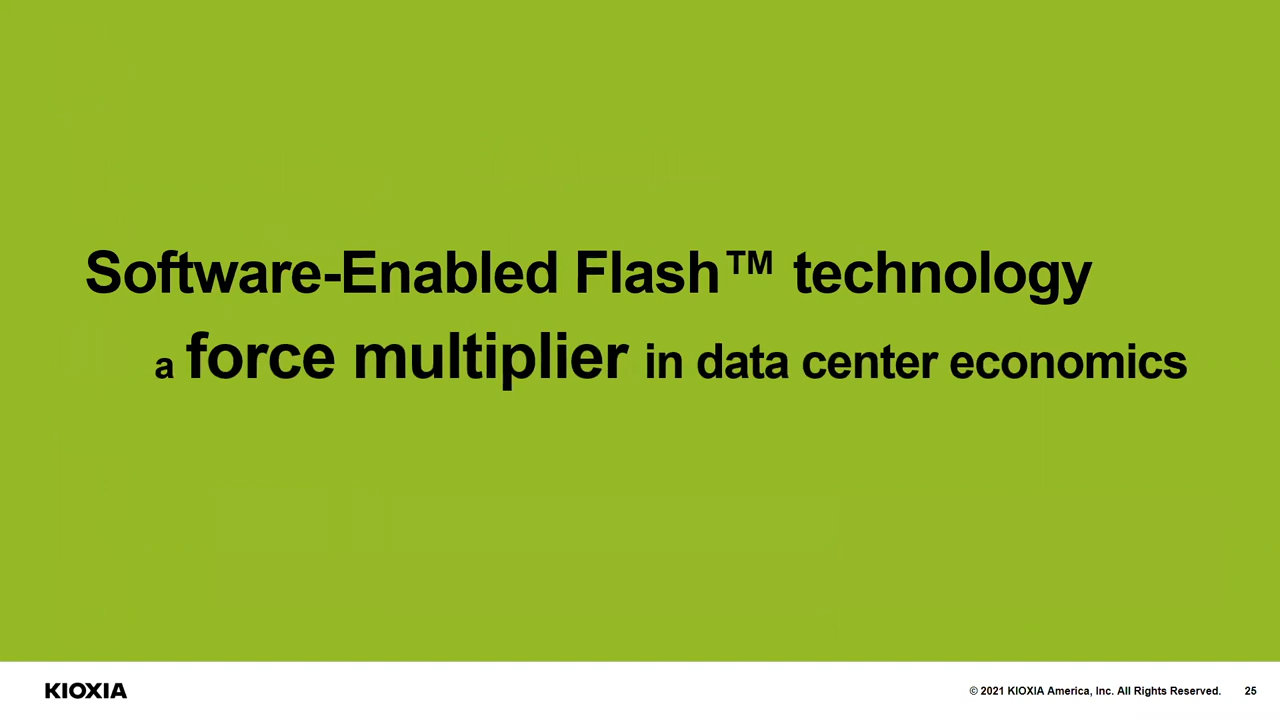 Software-Enabled Flash™ technology
a force multiplier in data center economics
KIOXIA
© 2021 KIOXIA America, Inc. All Rights Reserved.
25